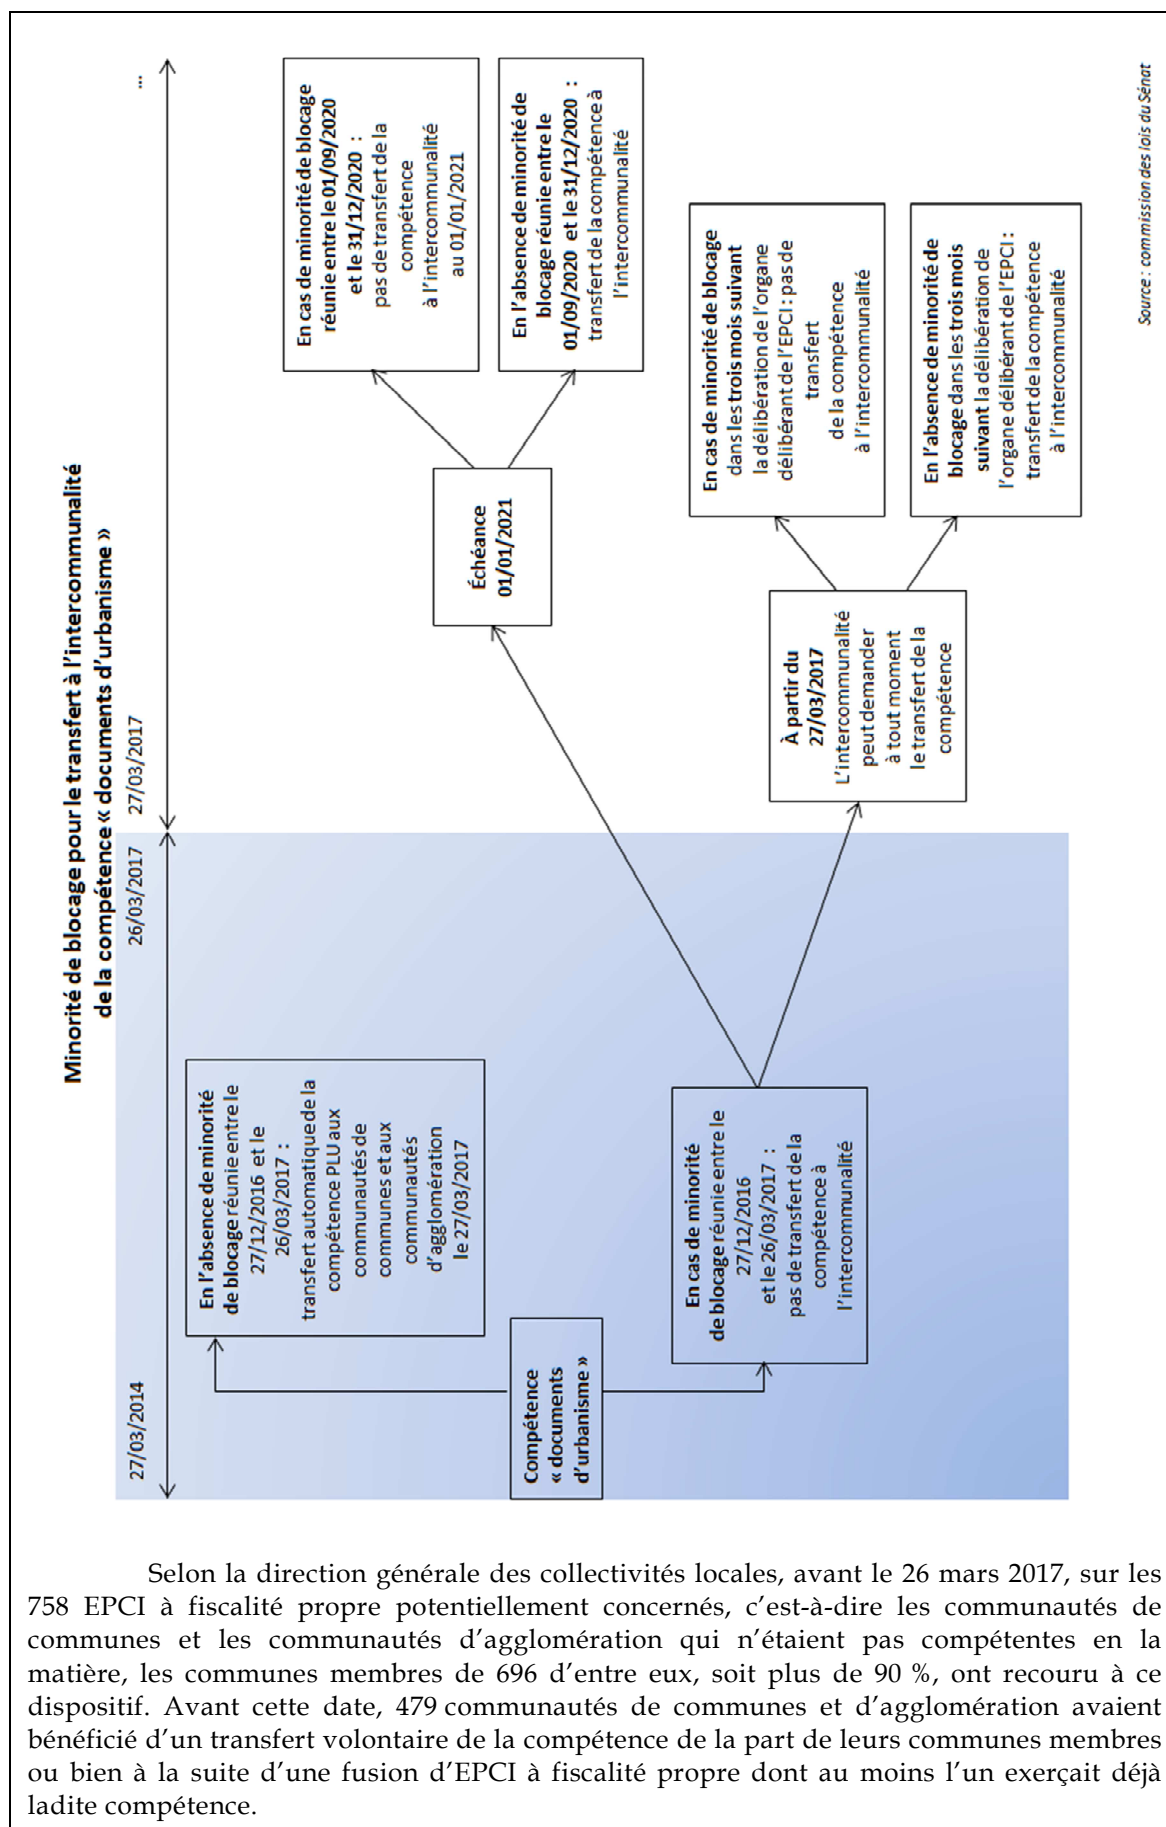 Minorité de blocage pour le transfert à l'intercommunalité
de la compétence « documents d'urbanisme »
27/03/2014
26/03/2017
27/03/2017
...
Compétence
« documents
d'urbanisme »
En l'absence de minorité
de blocage réunie entre le
27/12/2016 et le
26/03/2017 :
transfert automatique de la
compétence PLU aux
communautés de
communes et aux
communautés
d'agglomération
le 27/03/2017
En cas de minorité
de blocage réunie entre le
27/12/2016
et le 26/03/2017 :
pas de transfert de la
compétence à
l'intercommunalité
Échéance
01/01/2021
En cas de minorité de blocage
réunie entre le 01/09/2020
et le 31/12/2020 :
pas de transfert de la
compétence
à l'intercommunalité
au 01/01/2021
En l'absence de minorité de
blocage réunie entre le
01/09/2020 et le 31/12/2020 :
transfert de la compétence à
l'intercommunalité
À partir du
27/03/2017
L'intercommunalité
peut demander
à tout moment
le transfert de la
compétence
En cas de minorité de blocage
dans les trois mois suivant
la délibération de l'organe
délibérant de l'EPCI : pas de
transfert
de la compétence
à l'intercommunalité
En l'absence de minorité de
blocage dans les trois mois
suivant la délibération de
l'organe délibérant de l'EPCI :
transfert de la compétence
à l'intercommunalité
Source : commission des lois du Sénat
Selon la direction générale des collectivités locales, avant le 26 mars 2017, sur les
758 EPCI à fiscalité propre potentiellement concernés, c'est-à-dire les communautés de
communes et les communautés d'agglomération qui n'étaient pas compétentes en la
matière, les communes membres de 696 d'entre eux, soit plus de 90 %, ont recouru à ce
dispositif. Avant cette date, 479 communautés de communes et d'agglomération avaient
bénéficié d'un transfert volontaire de la compétence de la part de leurs communes membres
ou bien à la suite d'une fusion d'EPCI à fiscalité propre dont au moins l'un exerçait déjà
ladite compétence.